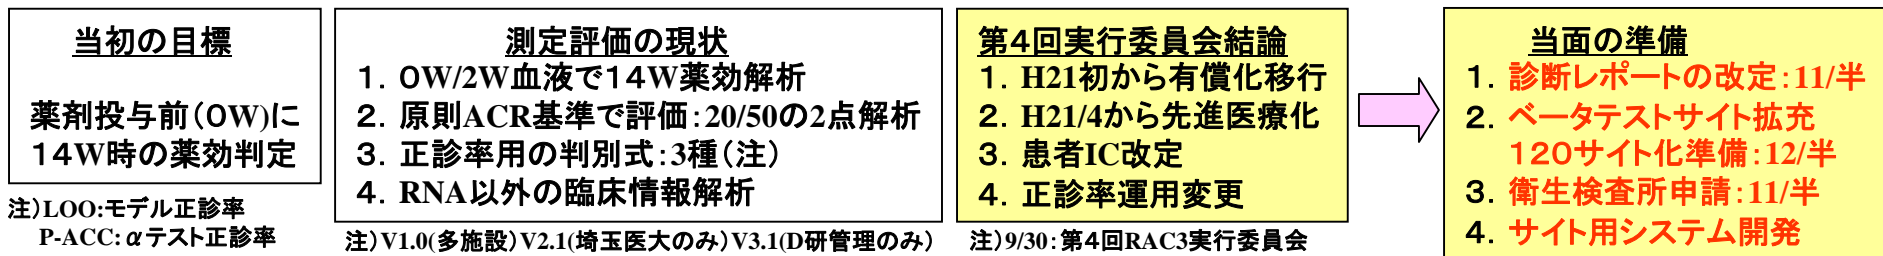 当初の目標
薬剤投与前(0W)に
14W時の薬効判定
注)LOO:モデル正診率
P-ACC:αテスト正診率
測定評価の現状
1. 0W/2W血液で14W薬効解析
2. 原則ACR基準で評価:20/50の2点解析
3. 正診率用の判別式:3種(注)
4. RNA以外の臨床情報解析
注)V1.0(多施設)V2.1(埼玉医大のみ)V3.1(D研管理のみ)
第4回実行委員会結論
1. H21初から有償化移行
2. H21/4から先進医療化
3. 患者IC改定
4. 正診率運用変更
注)9/30:第4回RAC3実行委員会
当面の準備
1. 診断レポートの改定:11/半
2. ベータテストサイト拡充
120サイト化準備:12/半
3. 衛生検査所申請:11/半
4. サイト用システム開発